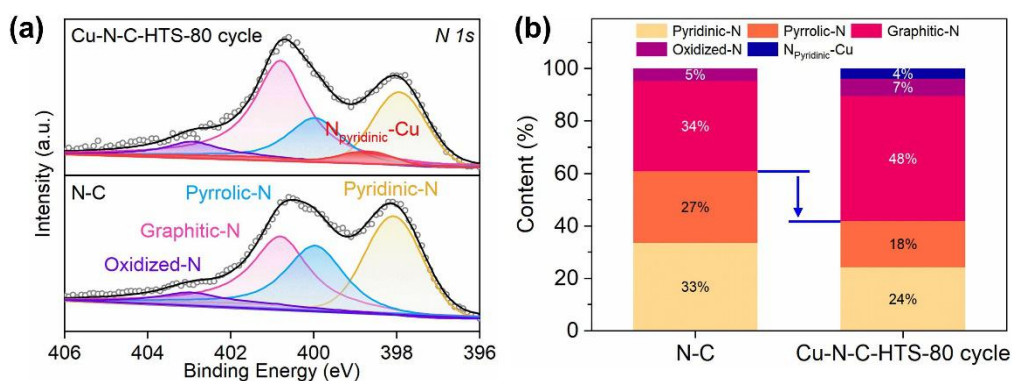 (a)
Cu-N-C-HTS-80 cycle
N 1s
N_pyridinic-Cu
N-C
Pyrrolic-N
Pyridinic-N
Graphitic-N
Oxidized-N
Intensity (a.u.)
406 404 402 400 398 396
Binding Energy (eV)
(b)
Pyridinic-N Pyrrolic-N Graphitic-N
Oxidized-N N_Pyridinic-Cu
100
80
60
40
20
0
Content (%)
5%
34%
27%
33%
4%
7%
48%
18%
24%
N-C Cu-N-C-HTS-80 cycle